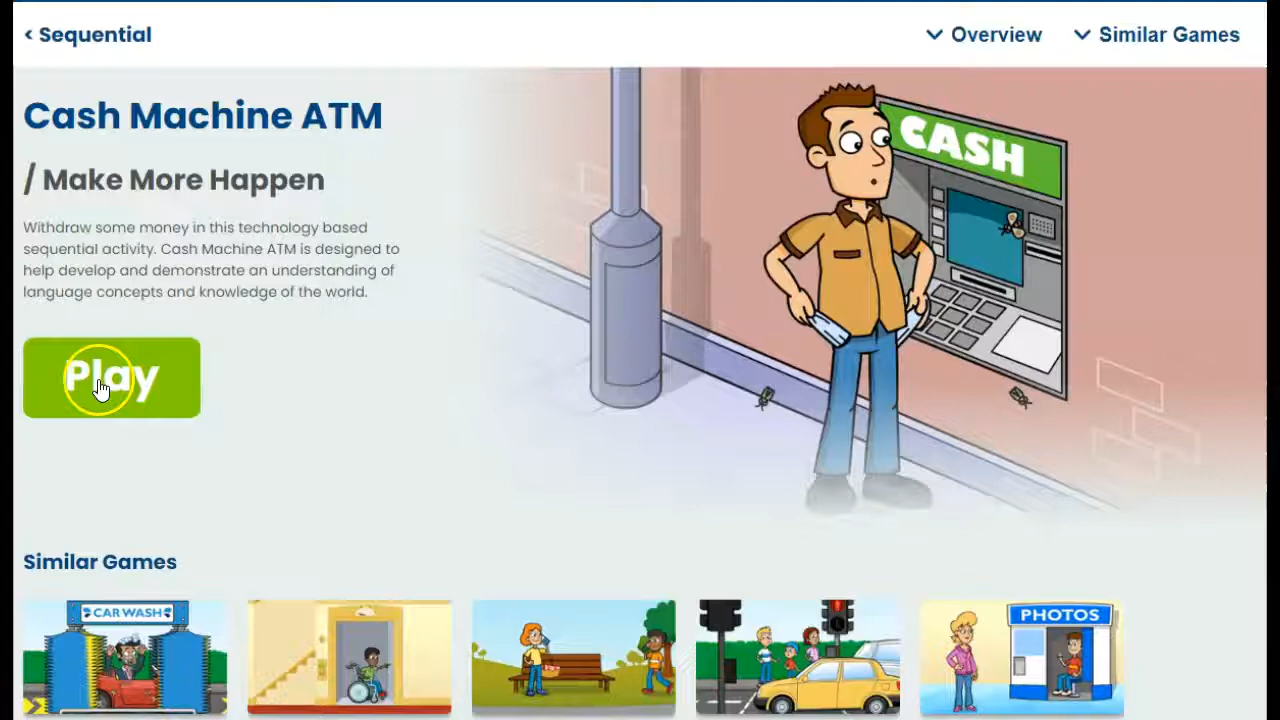 ‹ Sequential
Overview
Similar Games
Cash Machine ATM
/ Make More Happen
Withdraw some money in this technology based
sequential activity. Cash Machine ATM is designed to
help develop and demonstrate an understanding of
language concepts and knowledge of the world.
Play
CASH
Similar Games
CAR WASH
PHOTOS